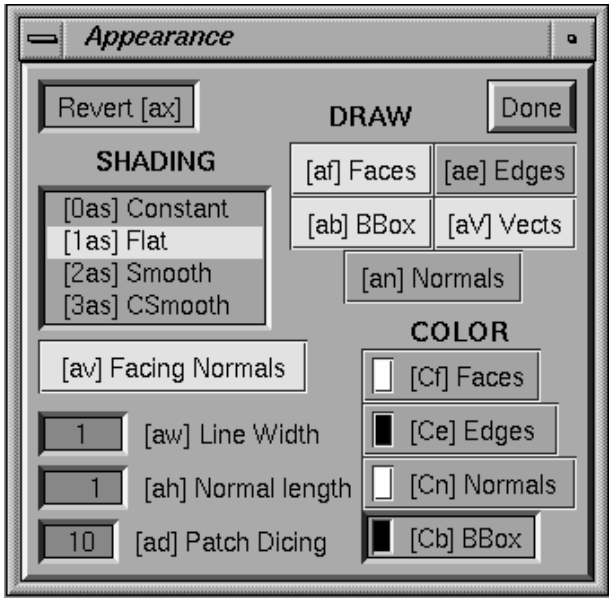 Appearance
Revert [ax]
Done
DRAW
SHADING
[af] Faces
[ae] Edges
[ab] BBox
[aV] Vects
[an] Normals
[0as] Constant
[1as] Flat
[2as] Smooth
[3as] CSmooth
[av] Facing Normals
COLOR
[Cf] Faces
[Ce] Edges
[Cn] Normals
[Cb] BBox
1 [aw] Line Width
1 [ah] Normal length
10 [ad] Patch Dicing